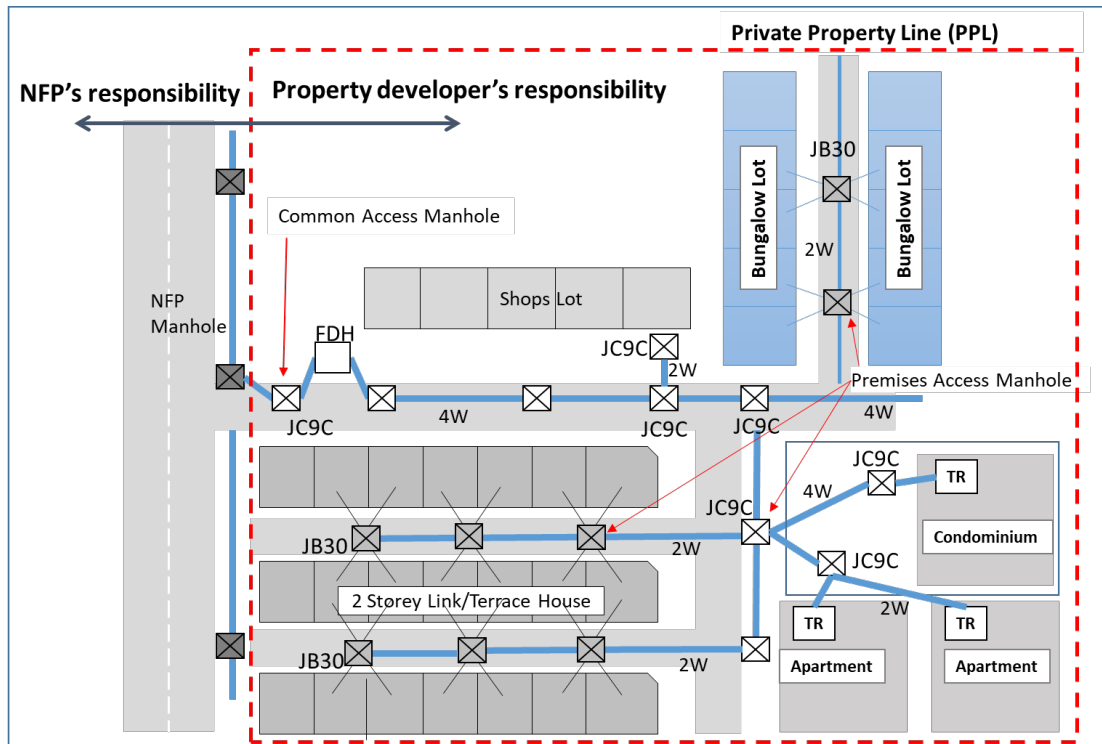 Private Property Line (PPL)
NFP's responsibility
Property developer's responsibility
JB30
Bungalow Lot
Bungalow Lot
Common Access Manhole
2W
NFP
Manhole
Shops Lot
FDH
JC9C
2W
Premises Access Manhole
4W
4W
JC9C
JC9C
JC9C
JC9C
TR
4W
JC9C
Condominium
JB30
2W
JC9C
2 Storey Link/Terrace House
2W
TR
TR
JB30
2W
Apartment
Apartment